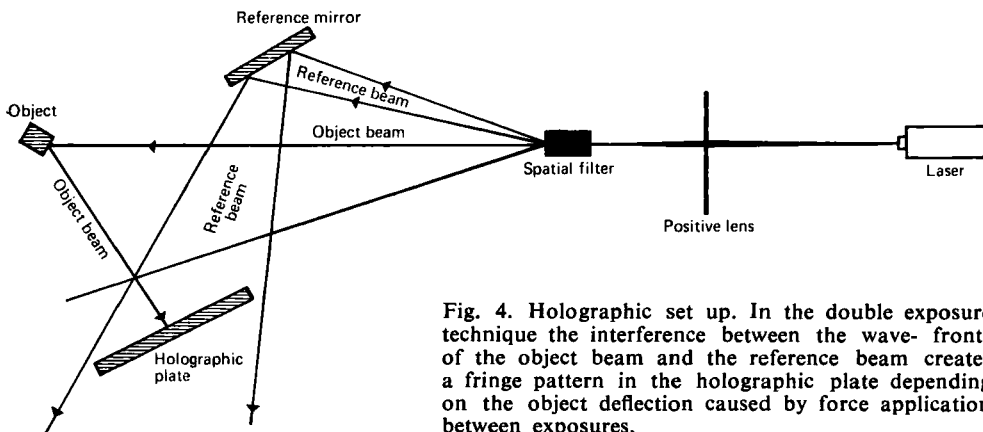 Reference mirror
Reference beam
Object
Object beam
Spatial filter
Laser
Positive lens
Object beam
Reference
beam
Holographic
plate
Fig. 4. Holographic set up. In the double exposure
technique the interference between the wave- front
of the object beam and the reference beam create
a fringe pattern in the holographic plate depending
on the object deflection caused by force application
between exposures.